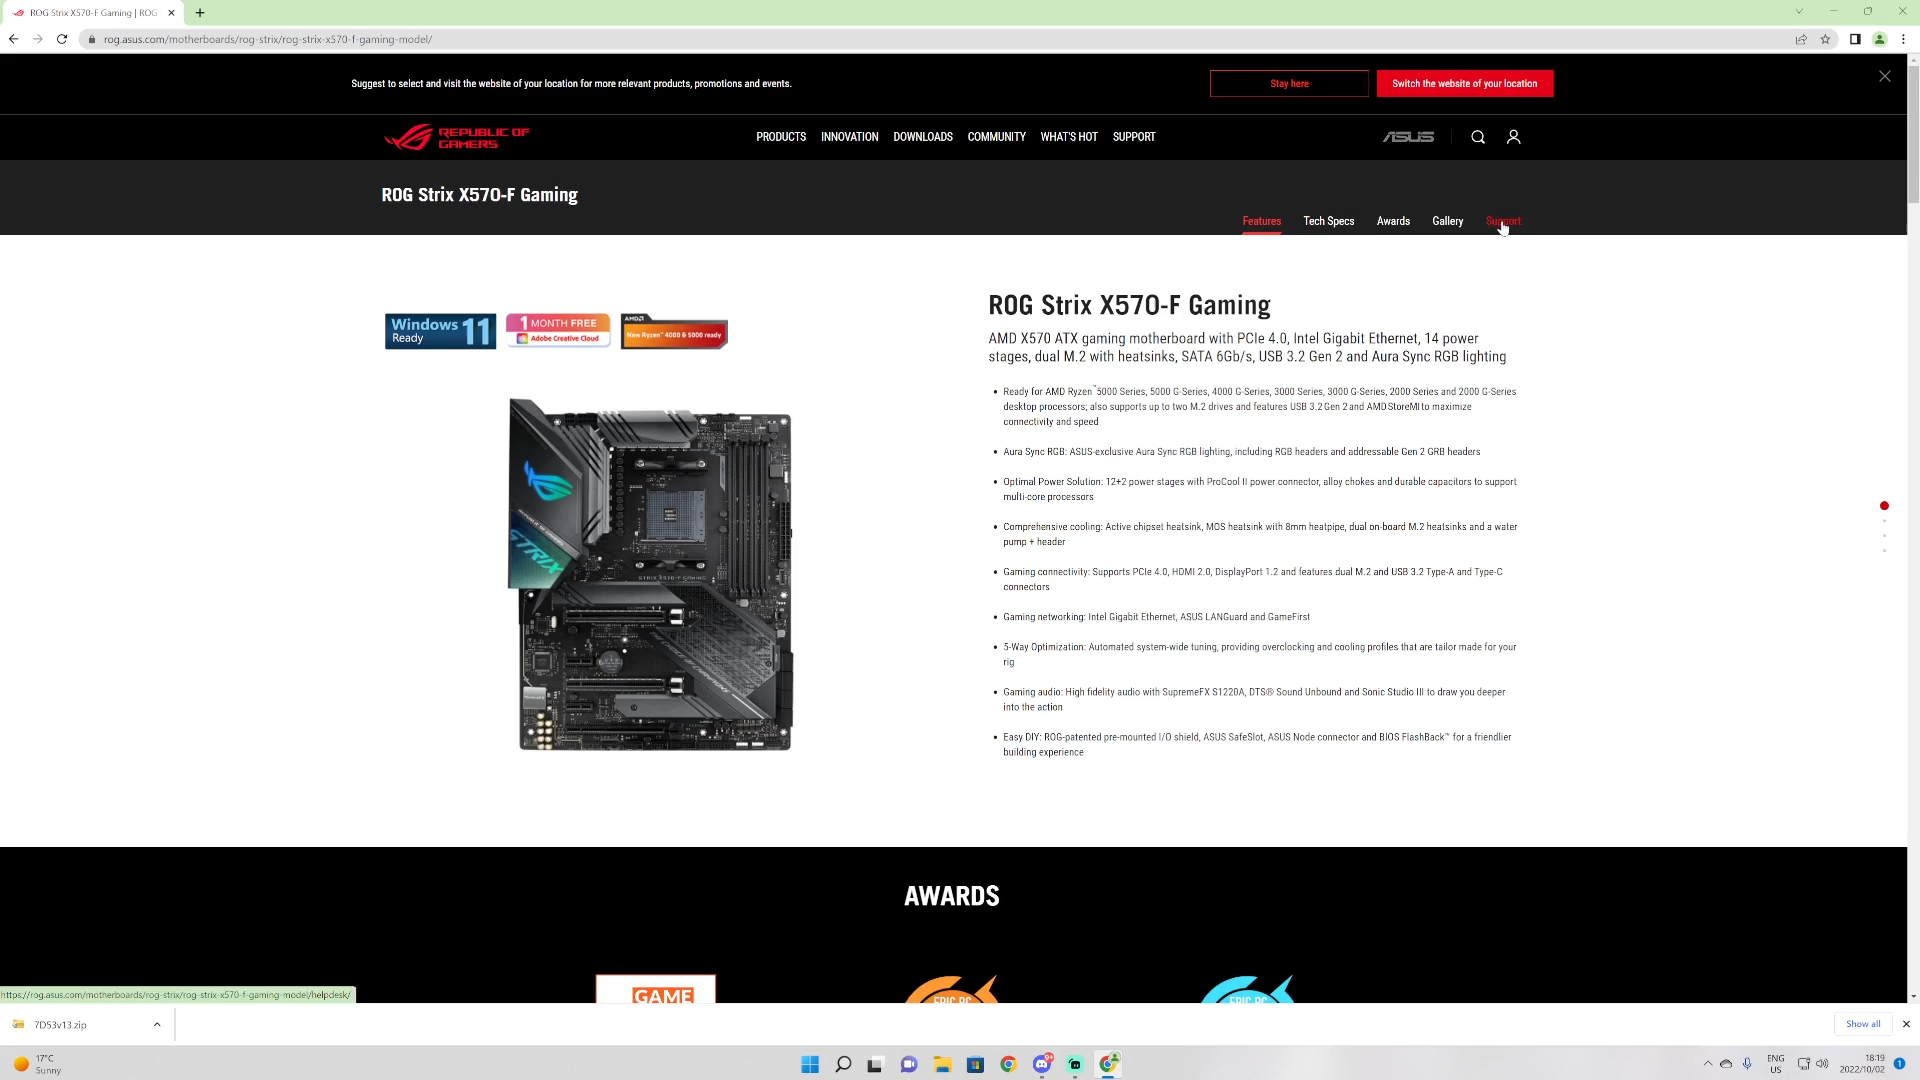 ROG Strix X570-F Gaming | ROG
rog.asus.com/motherboards/rog-strix/rog-strix-x570-f-gaming-model/
Suggest to select and visit the website of your location for more relevant products, promotions and events.
Stay here
Switch the website of your location
REPUBLIC OF GAMERS
PRODUCTS INNOVATION DOWNLOADS COMMUNITY WHAT'S HOT SUPPORT
ASUS
ROG Strix X570-F Gaming
Features Tech Specs Awards Gallery Support
Windows 11 Ready
1 MONTH FREE
Adobe Creative Cloud
AMD
New Ryzen™ 4000 & 5000 ready
STRIX
STRIX X570-F GAMING
ROG Strix X570-F Gaming
AMD X570 ATX gaming motherboard with PCIe 4.0, Intel Gigabit Ethernet, 14 power
stages, dual M.2 with heatsinks, SATA 6Gb/s, USB 3.2 Gen 2 and Aura Sync RGB lighting
• Ready for AMD Ryzen™ 5000 Series, 5000 G-Series, 4000 G-Series, 3000 Series, 3000 G-Series, 2000 Series and 2000 G-Series
desktop processors; also supports up to two M.2 drives and features USB 3.2 Gen 2 and AMD StoreMI to maximize
connectivity and speed
• Aura Sync RGB: ASUS-exclusive Aura Sync RGB lighting, including RGB headers and addressable Gen 2 GRB headers
• Optimal Power Solution: 12+2 power stages with ProCool II power connector, alloy chokes and durable capacitors to support
multi-core processors
• Comprehensive cooling: Active chipset heatsink, MOS heatsink with 8mm heatpipe, dual on-board M.2 heatsinks and a water
pump + header
• Gaming connectivity: Supports PCIe 4.0, HDMI 2.0, DisplayPort 1.2 and features dual M.2 and USB 3.2 Type-A and Type-C
connectors
• Gaming networking: Intel Gigabit Ethernet, ASUS LANGuard and GameFirst
• 5-Way Optimization: Automated system-wide tuning, providing overclocking and cooling profiles that are tailor made for your
rig
• Gaming audio: High fidelity audio with SupremeFX S1220A, DTS® Sound Unbound and Sonic Studio III to draw you deeper
into the action
• Easy DIY: ROG-patented pre-mounted I/O shield, ASUS SafeSlot, ASUS Node connector and BIOS FlashBack™ for a friendlier
building experience
AWARDS
GAME
EPIC PC
EPIC PC
https://rog.asus.com/motherboards/rog-strix/rog-strix-x570-f-gaming-model/helpdesk/
7D53v13.zip
Show all
17°C
Sunny
9+
ENG
US
18:19
2022/10/02
1